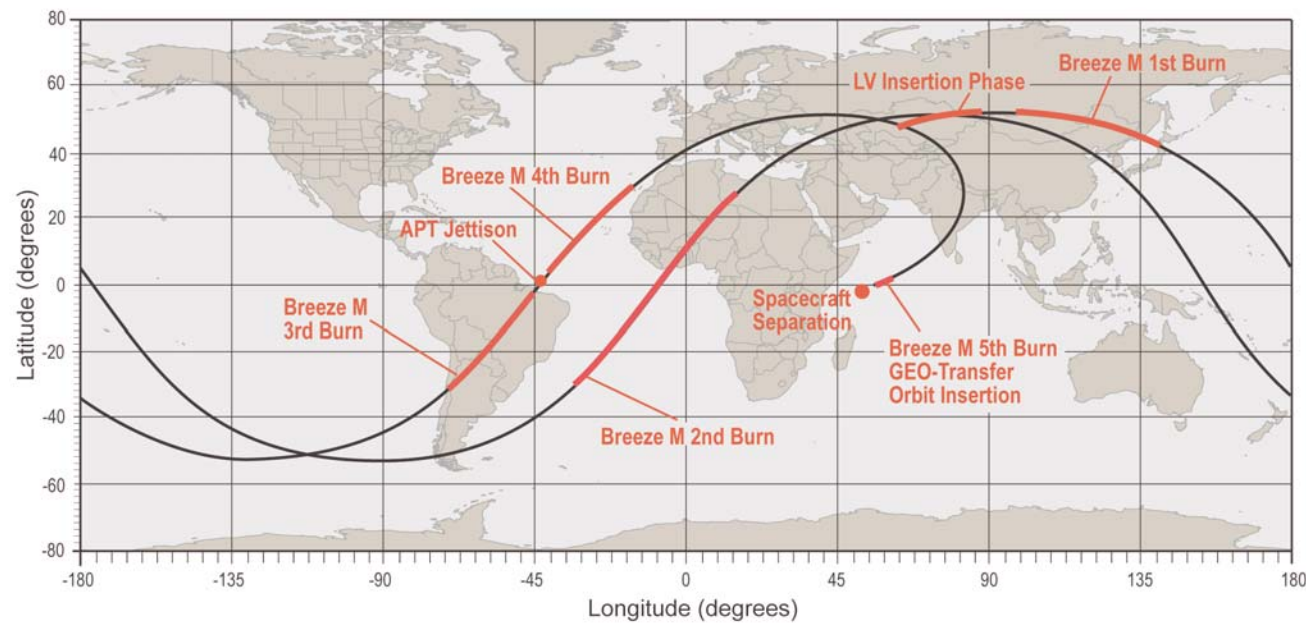 80
60
40
20
0
-20
-40
-60
-80
Latitude (degrees)
LV Insertion Phase
Breeze M 1st Burn
Breeze M 4th Burn
APT Jettison
Breeze M
3rd Burn
Spacecraft
Separation
Breeze M 5th Burn
GEO-Transfer
Orbit Insertion
Breeze M 2nd Burn
-180
-135
-90
-45
0
45
90
135
180
Longitude (degrees)